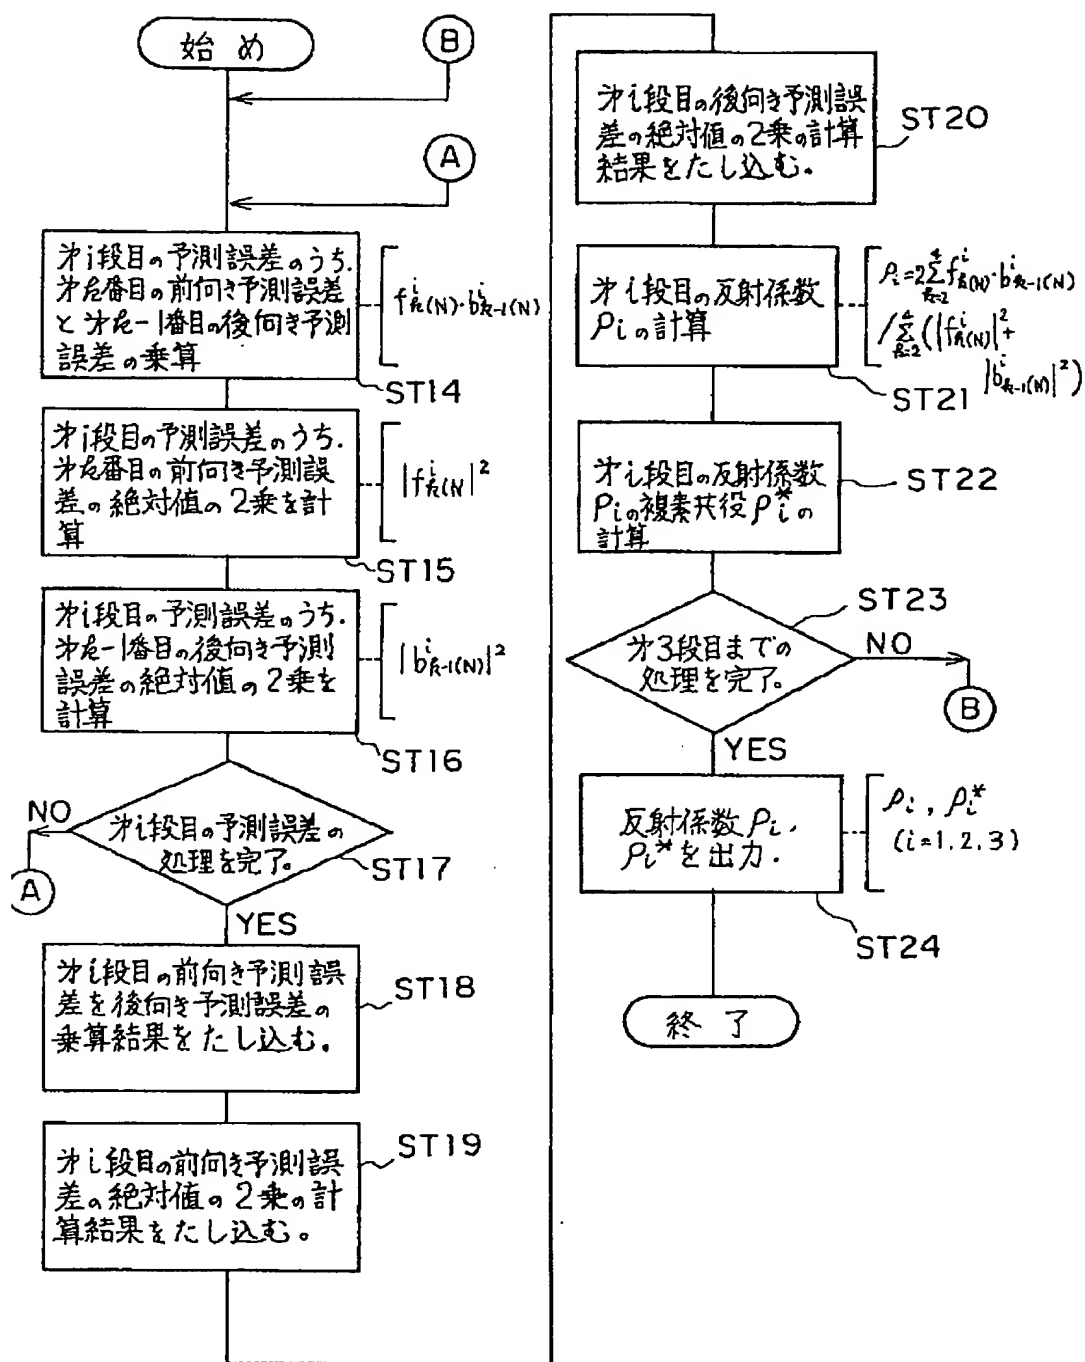 始め
B
A
第i段目の予測誤差のうち.
第k番目の前向き予測誤差
と第k-1番目の後向き予測
誤差の乗算
f^i_k(N)・b^i_k-1(N)
ST14
第i段目の予測誤差のうち.
第k番目の前向き予測誤
差の絶対値の2乗を計
算
|f^i_k(N|^2
ST15
第i段目の予測誤差のうち.
第k-1番目の後向き予測
誤差の絶対値の2乗を
計算
|b^i_k-1(N)|^2
ST16
第i段目の予測誤差の
処理を完了。
ST17
NO
A
YES
第i段目の前向き予測誤
差を後向き予測誤差の
乗算結果をたし込む。
ST18
第i段目の前向き予測誤
差の絶対値の2乗の計
算結果をたし込む。
ST19
第i段目の後向き予測誤
差の絶対値の2乗の計算
結果をたし込む。
ST20
第i段目の反射係数
ρiの計算
ρi=2Σ^4_k=2 f^i_k(N)・b^i_k-1(N)
/Σ^4_k=2(|f^i_k(N)|^2+
|b^i_k-1(N)|^2)
ST21
第i段目の反射係数
ρiの複素共役ρi*の
計算
ST22
第3段目までの
処理を完了。
ST23
NO
B
YES
反射係数ρi,
ρi*を出力.
ρi, ρi*
(i=1,2,3)
ST24
終了